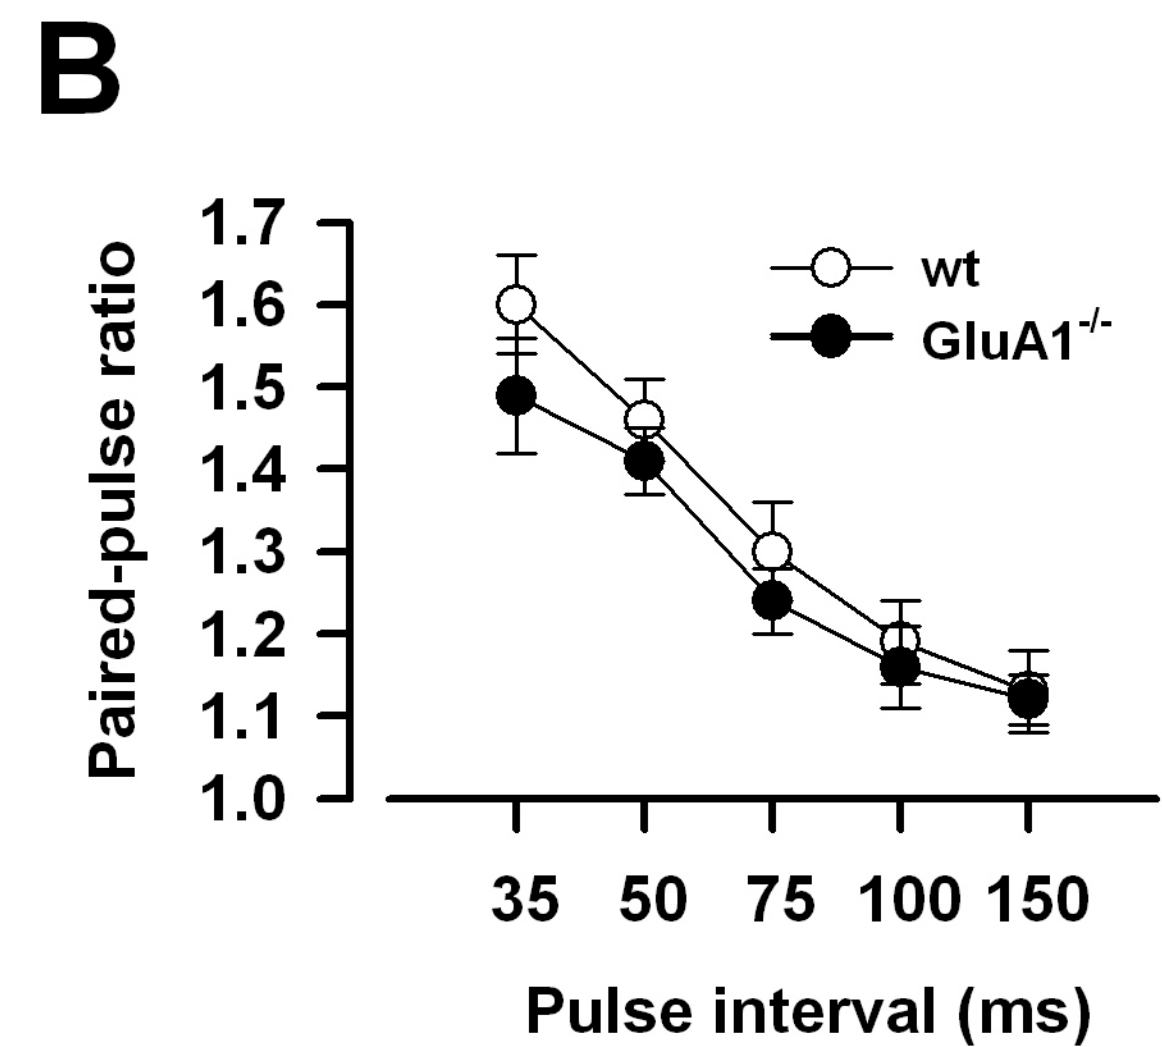 B
Paired-pulse ratio
1.7
1.6
1.5
1.4
1.3
1.2
1.1
1.0
wt
GluA1-/-
35 50 75 100 150
Pulse interval (ms)